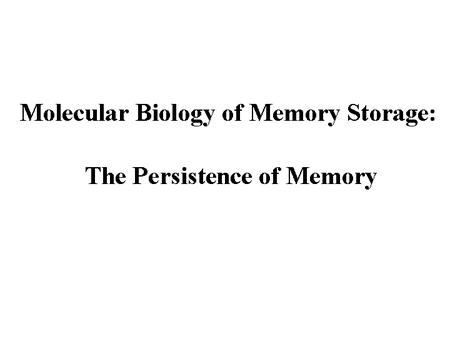 Molecular Biology of Memory Storage:
The Persistence of Memory